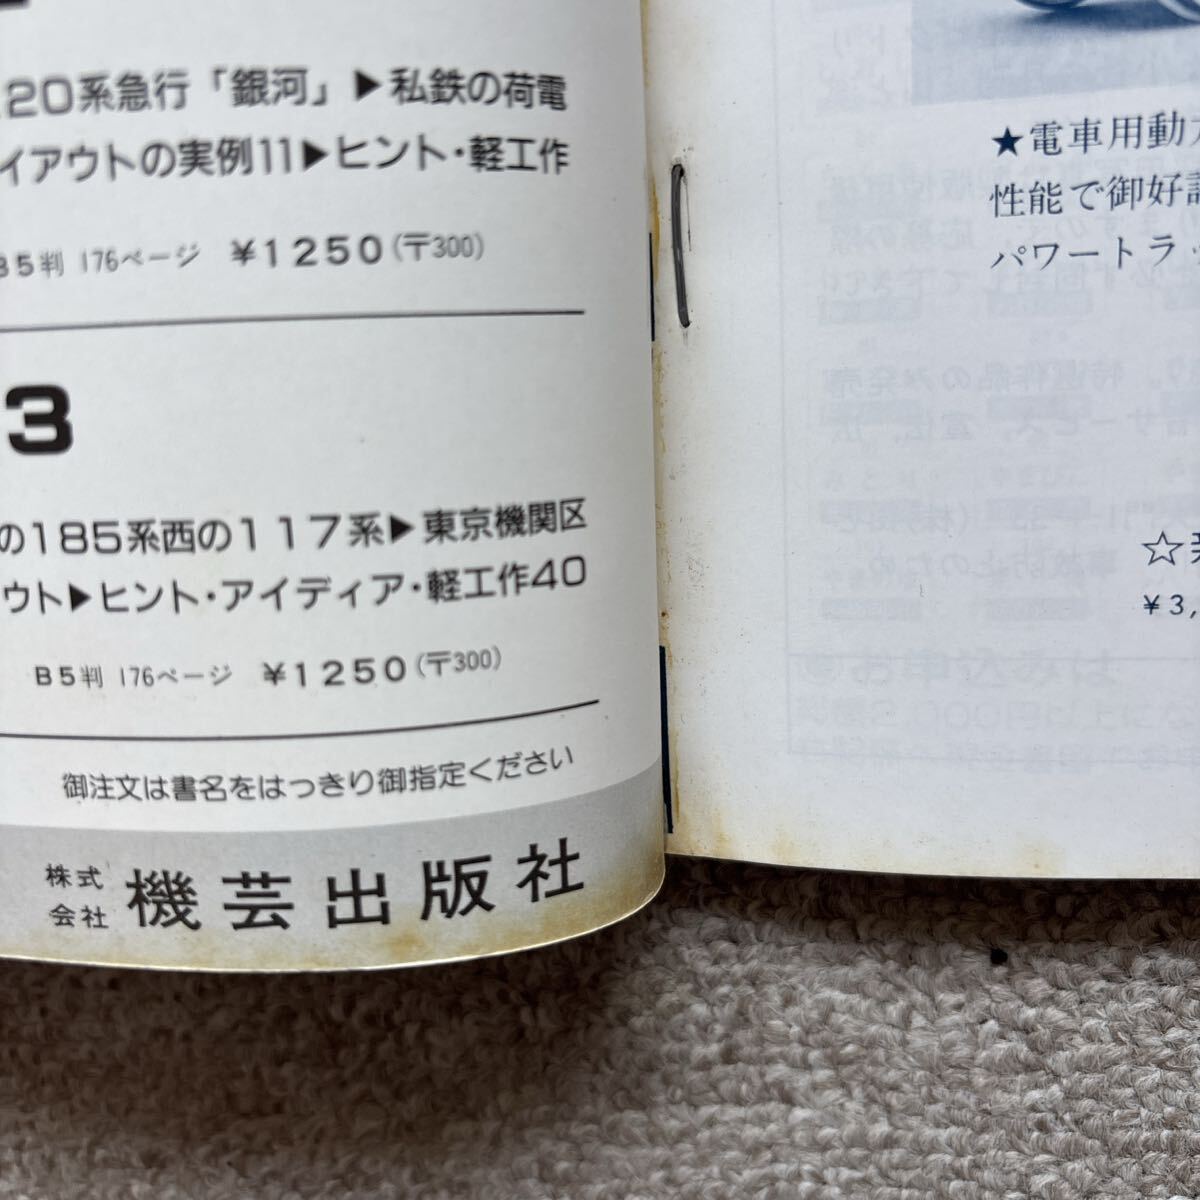 20系急行「銀河」▶私鉄の荷電
イアウトの実例11▶ヒント・軽工作
B5判 176ページ ¥1250(〒300)
3
の185系西の117系▶東京機関区
ウト▶ヒント・アイディア・軽工作40
B5判 176ページ ¥1250(〒300)
御注文は書名をはっきり御指定ください
株式
会社 機芸出版社
★電車用動
性能で御好評
パワートラッ
☆
¥3,